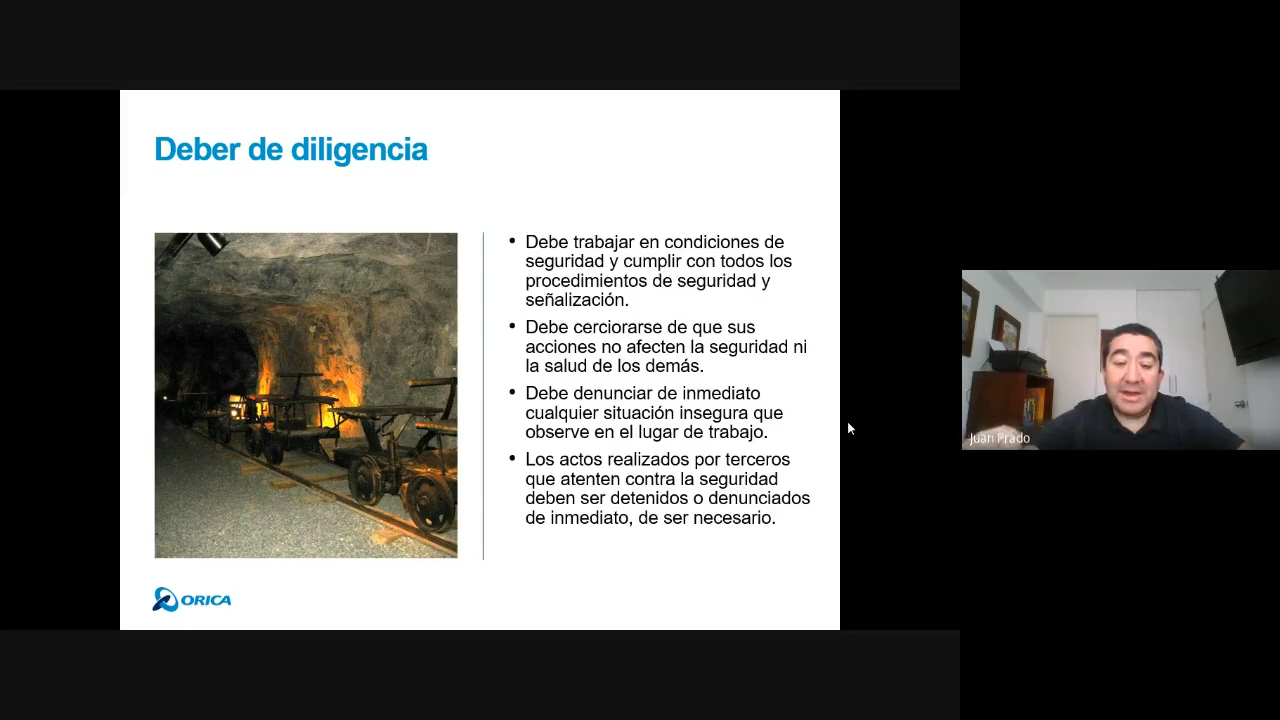 Deber de diligencia
• Debe trabajar en condiciones de
seguridad y cumplir con todos los
procedimientos de seguridad y
señalización.
• Debe cerciorarse de que sus
acciones no afecten la seguridad ni
la salud de los demás.
• Debe denunciar de inmediato
cualquier situación insegura que
observe en el lugar de trabajo.
• Los actos realizados por terceros
que atenten contra la seguridad
deben ser detenidos o denunciados
de inmediato, de ser necesario.
ORICA
Juan Prado